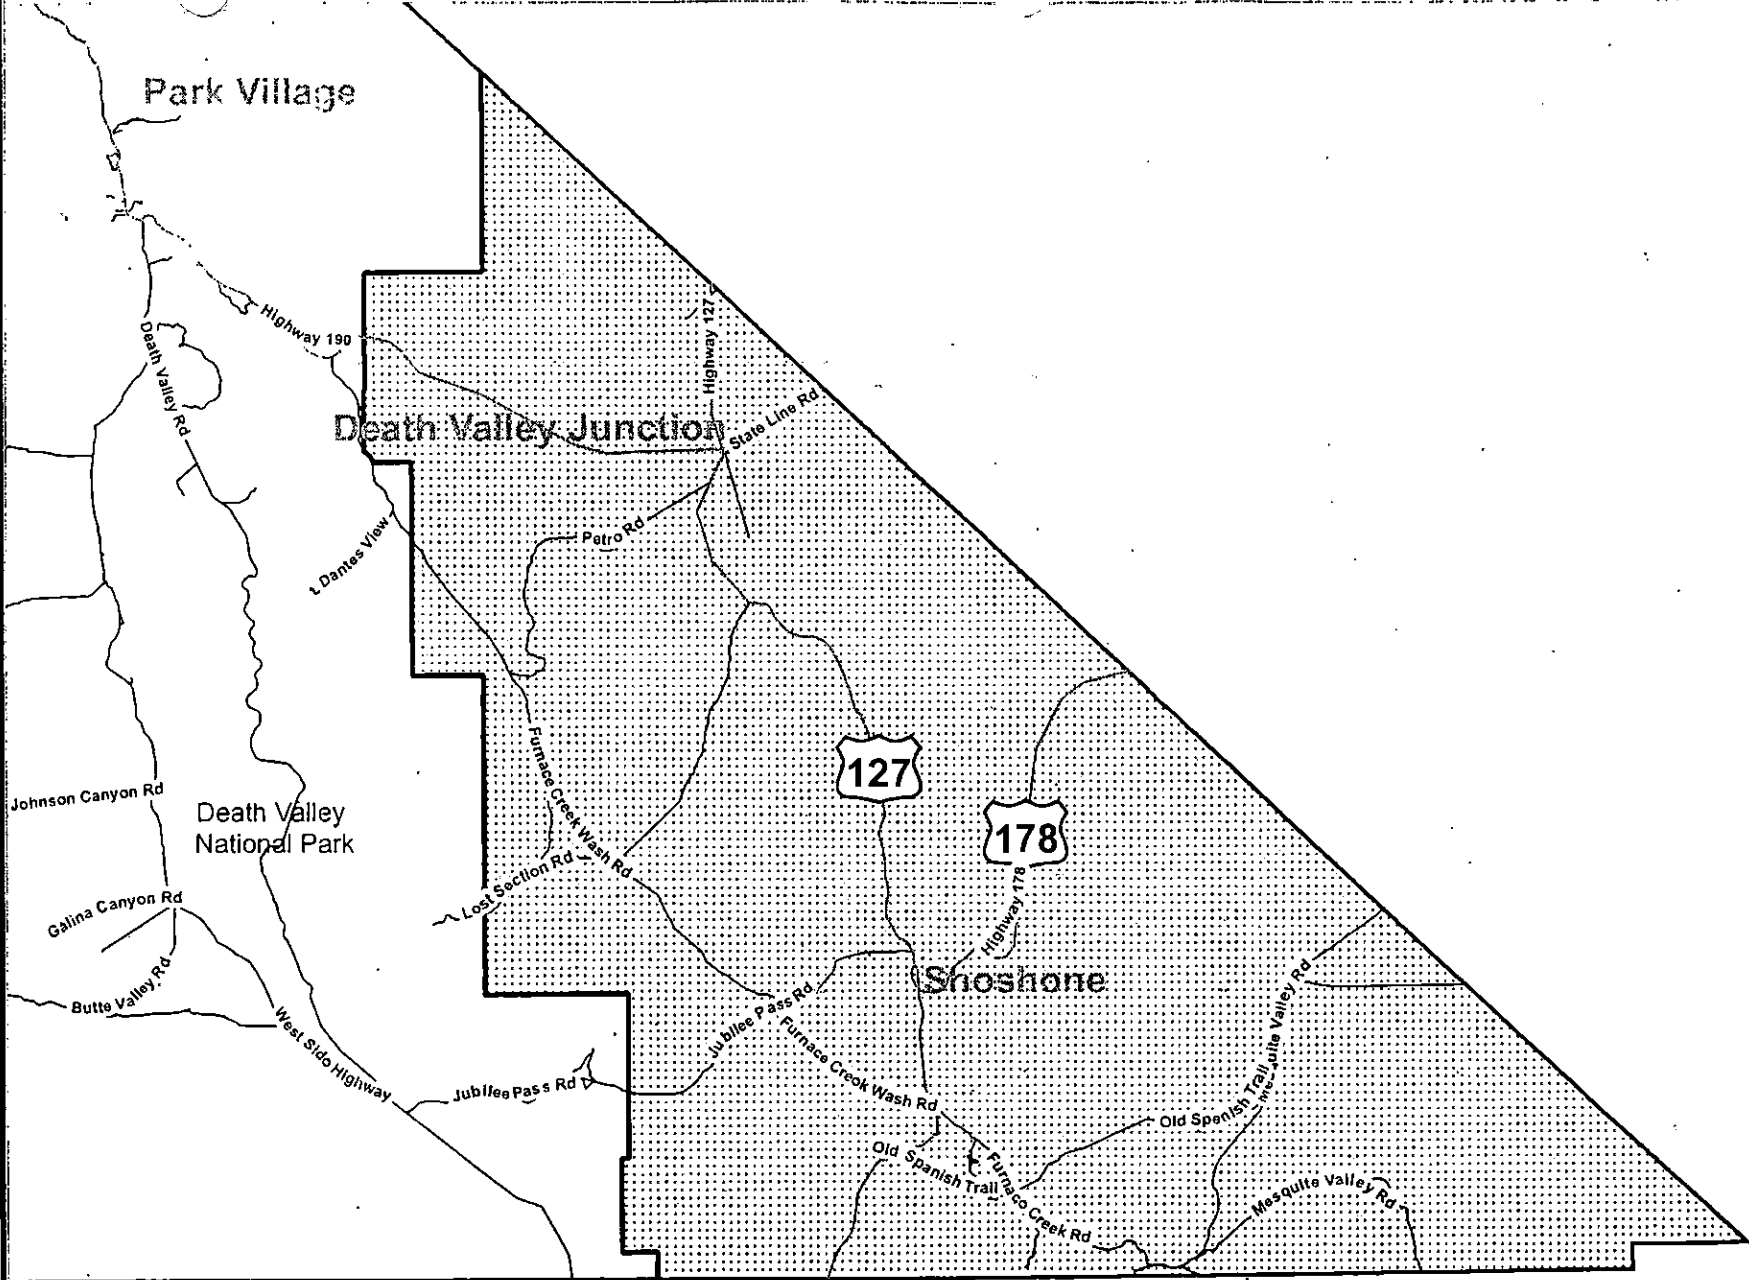 Park Village
Highway 190
Highway 127
Death Valley Rd
Death Valley Junction
State Line Rd
Petro Rd
t Dantes View
Furnace Creek Wash Rd
127
178
Johnson Canyon Rd
Death Valley
National Park
Lost Section Rd
Highway 178
Galina Canyon Rd
Shoshone
Butte Valley Rd
West Side Highway
Jubilee Pass Rd
Jubilee Pass Rd
Furnace Creek Wash Rd
Mesquite Valley Rd
Old Spanish Trail
Old Spanish Trail
Furnace Creek Rd
Mesquite Valley Rd